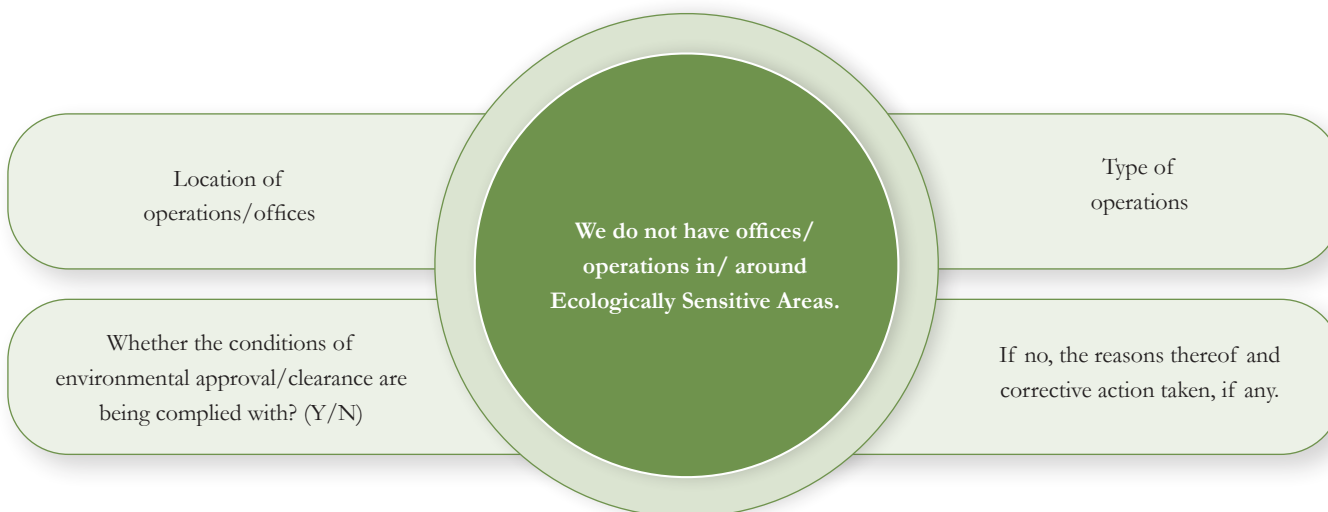 Location of
operations/offices
Type of
operations
We do not have offices/
operations in/ around
Ecologically Sensitive Areas.
Whether the conditions of
environmental approval/clearance are
being complied with? (Y/N)
If no, the reasons thereof and
corrective action taken, if any.